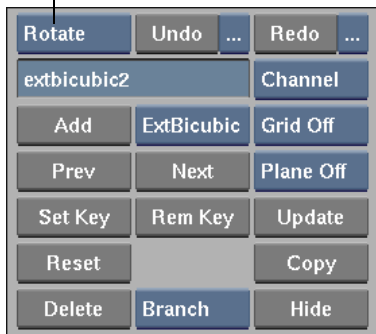 Rotate Undo ... Redo ...
extbicubic2 Channel
Add ExtBicubic Grid Off
Prev Next Plane Off
Set Key Rem Key Update
Reset Copy
Delete Branch Hide